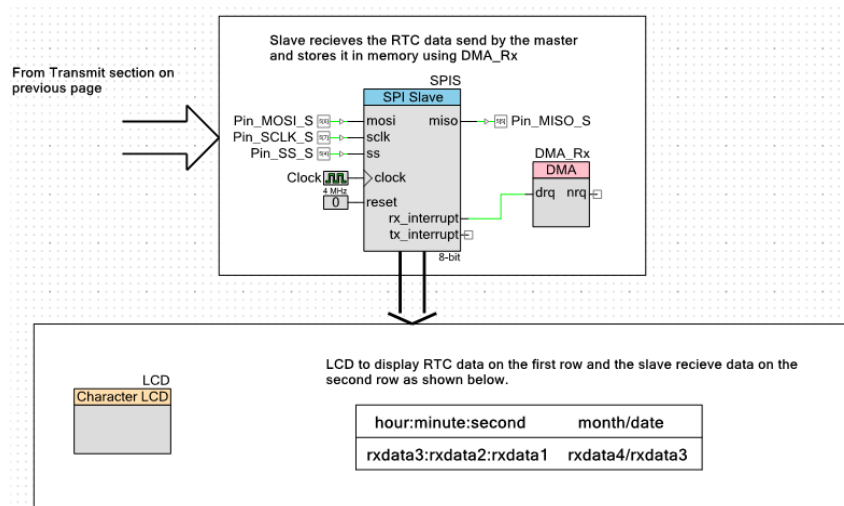 Slave recieves the RTC data send by the master
and stores it in memory using DMA_Rx
From Transmit section on
previous page
SPIS
SPI Slave
Pin_MOSI_S
mosi
miso
Pin_MISO_S
Pin_SCLK_S
sclk
Pin_SS_S
ss
DMA_Rx
DMA
Clock
clock
4 MHz
drq
nrq
0
reset
rx_interrupt
tx_interrupt
8-bit
LCD to display RTC data on the first row and the slave recieve data on the
second row as shown below.
LCD
Character LCD
hour:minute:second month/date
rxdata3:rxdata2:rxdata1 rxdata4/rxdata3